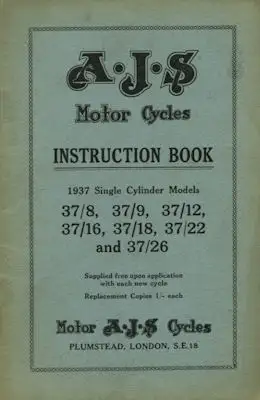 A·J·S
Motor Cycles
INSTRUCTION BOOK
1937 Single Cylinder Models
37/8, 37/9, 37/12,
37/16, 37/18, 37/22
and 37/26
Supplied free upon application
with each new cycle
Replacement Copies 1/- each
Motor A·J·S Cycles
PLUMSTEAD, LONDON, S.E.18